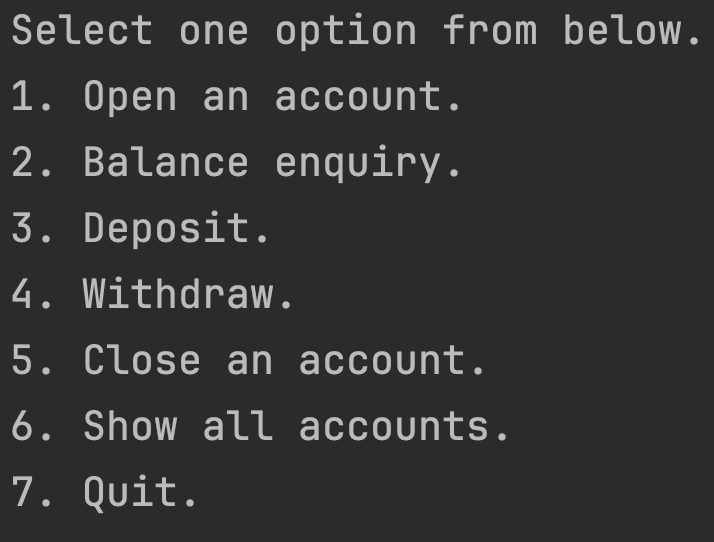 Select one option from below.
1. Open an account.
2. Balance enquiry.
3. Deposit.
4. Withdraw.
5. Close an account.
6. Show all accounts.
7. Quit.